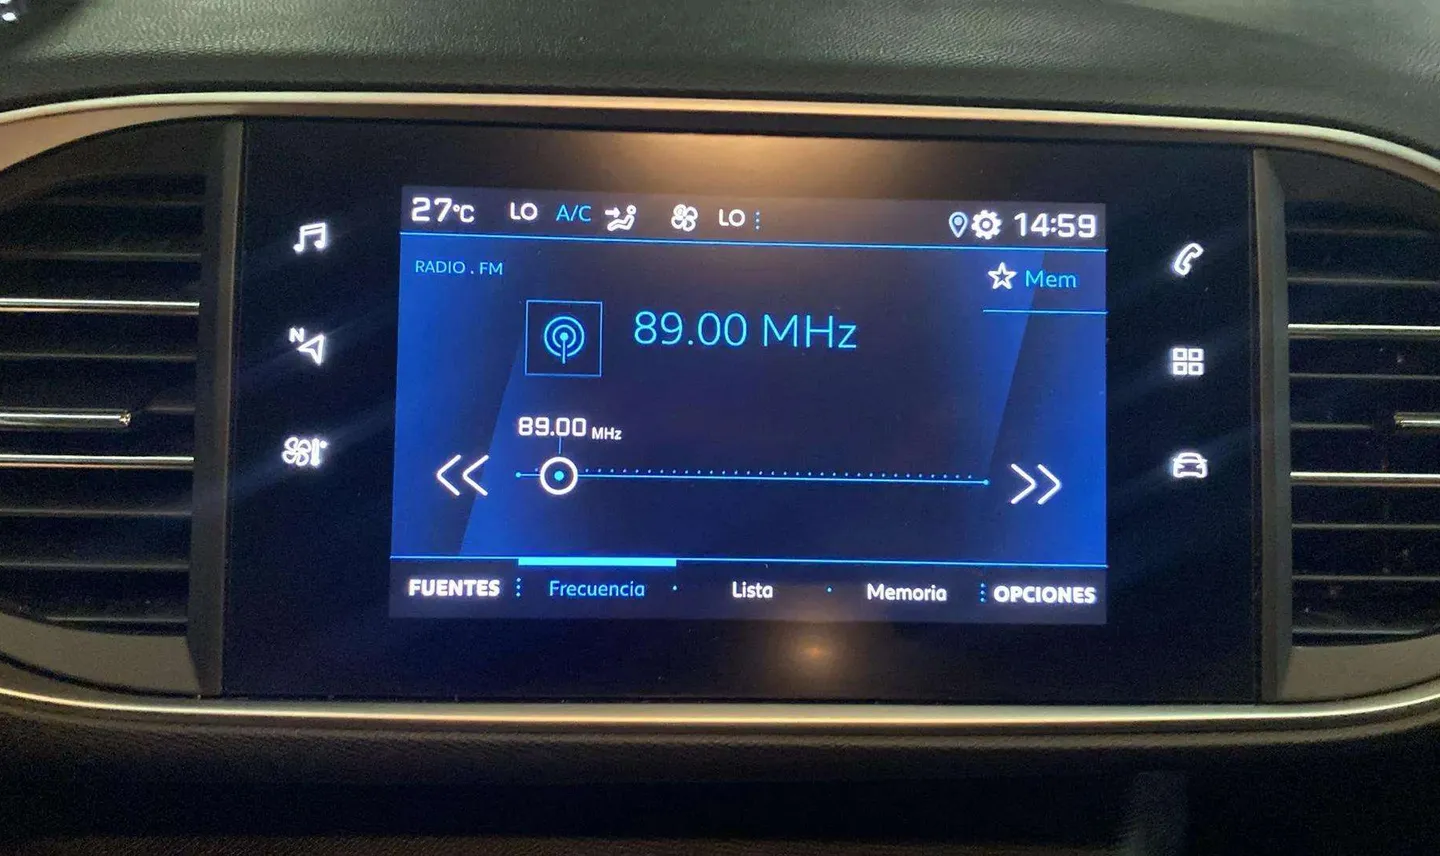 27°C LO A/C LO 14:59
RADIO . FM
Mem
89.00 MHz
89.00 MHz
N
FUENTES Frecuencia Lista Memoria OPCIONES